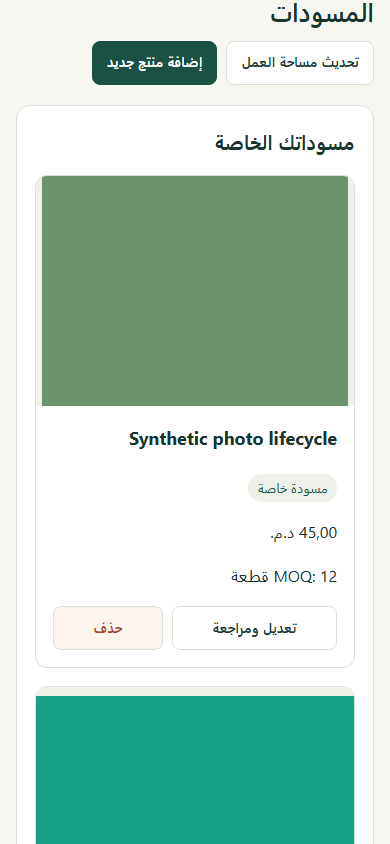 المسودات
تحديث مساحة العمل
إضافة منتج جديد
مسوداتك الخاصة
Synthetic photo lifecycle
مسودة خاصة
45,00 د.م.
MOQ: 12 قطعة
تعديل ومراجعة
حذف